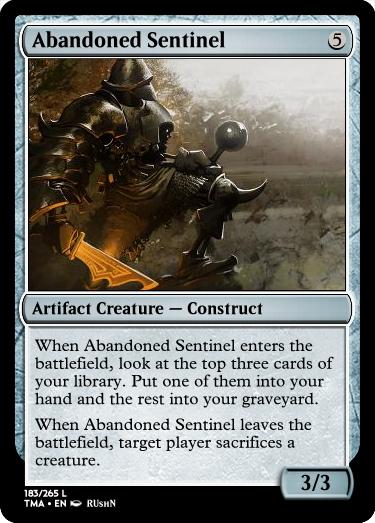 Abandoned Sentinel 5
Artifact Creature — Construct
When Abandoned Sentinel enters the
battlefield, look at the top three cards of
your library. Put one of them into your
hand and the rest into your graveyard.
When Abandoned Sentinel leaves the
battlefield, target player sacrifices a
creature.
3/3
183/265 L
TMA • EN RUshN